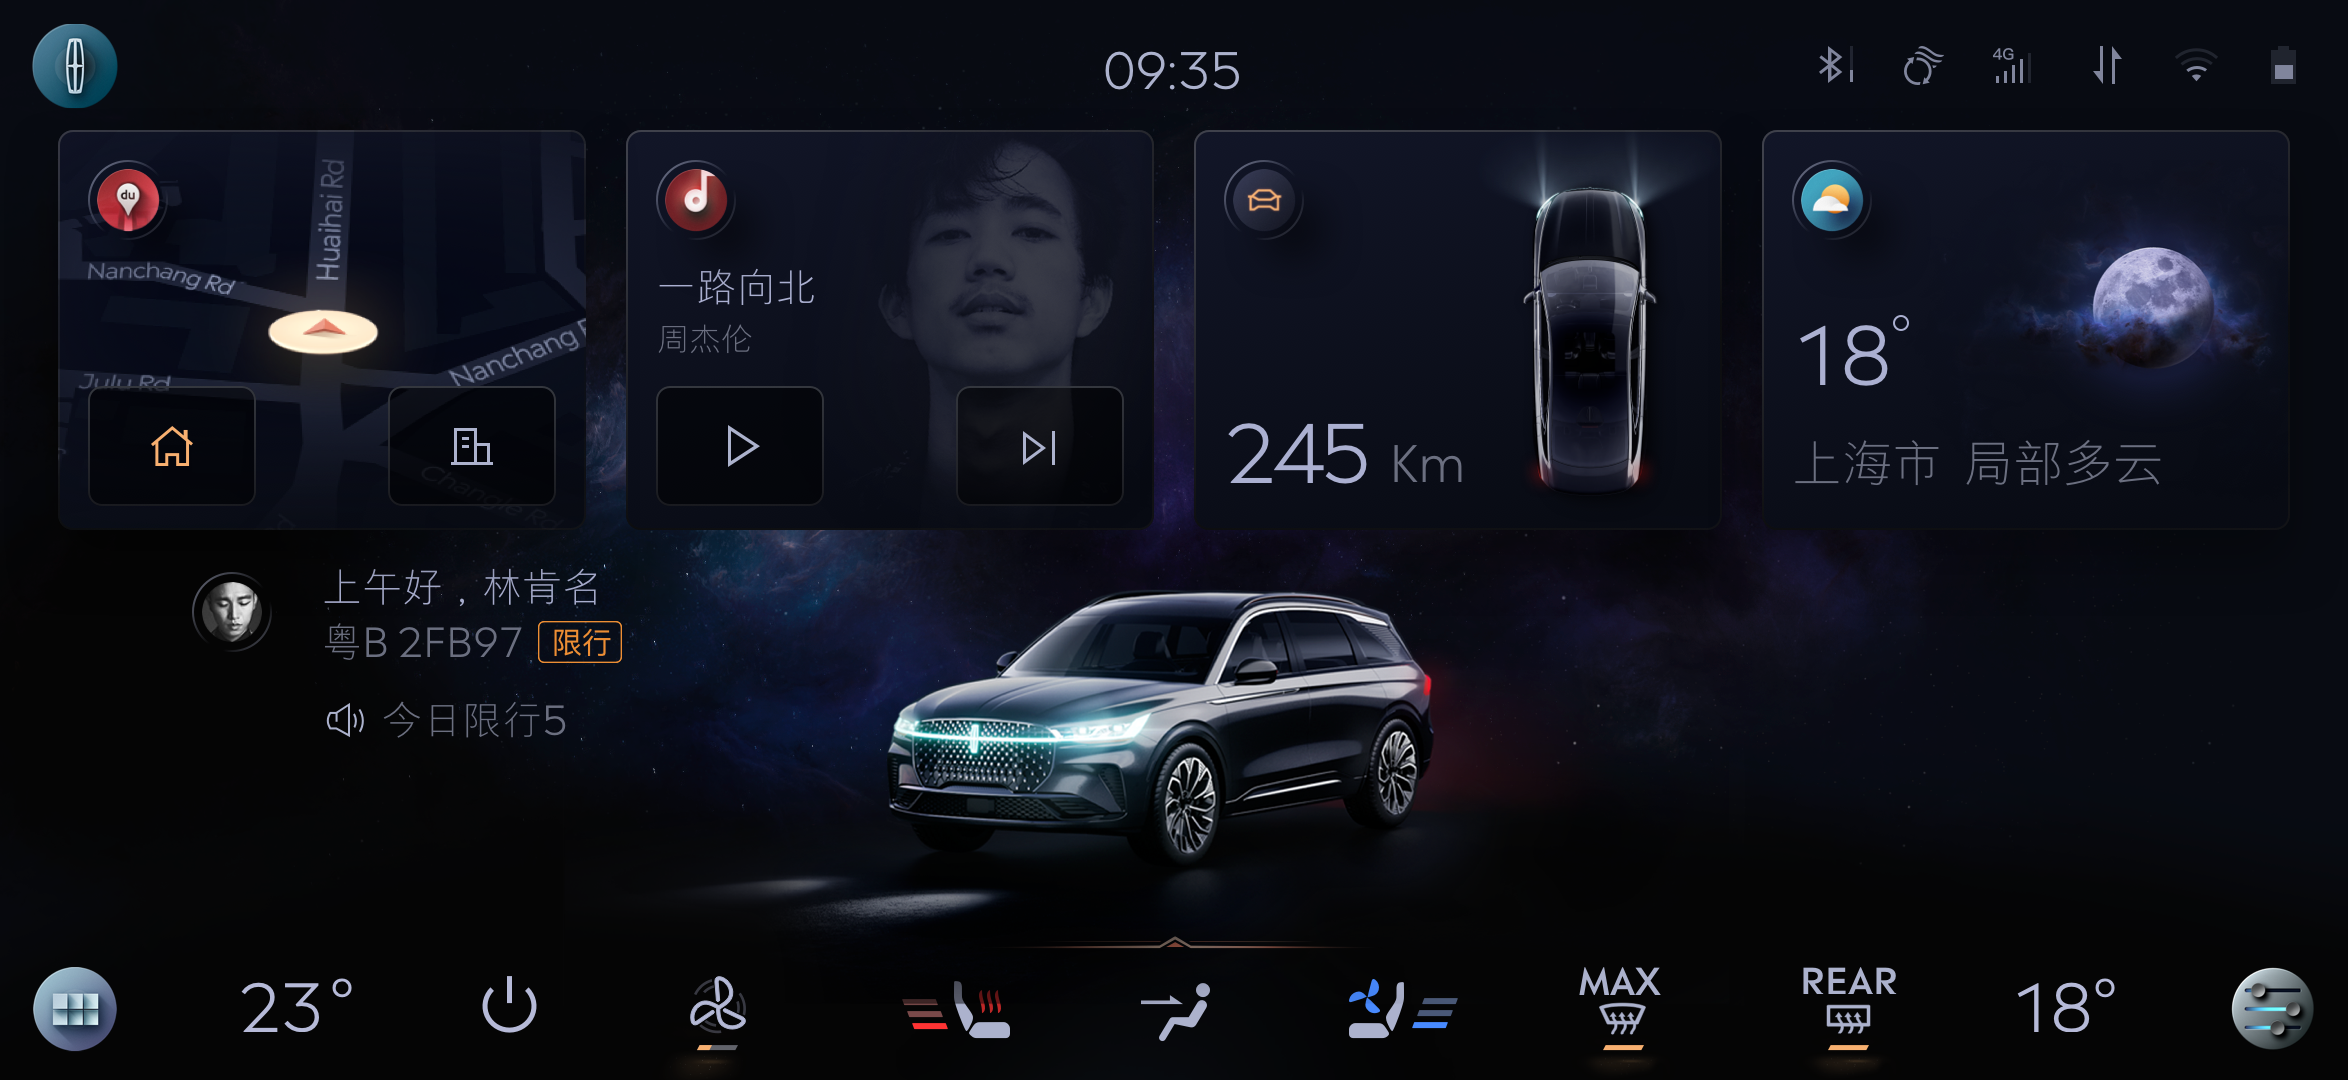 09:35
4G
du
Huaihai Rd
Nanchang Rd
Nanchang
Julu Rd
Changle Rd
一路向北
周杰伦
245 Km
18°
上海市 局部多云
上午好，林肯名
粤B 2FB97 限行
今日限行5
23°
MAX
REAR
18°